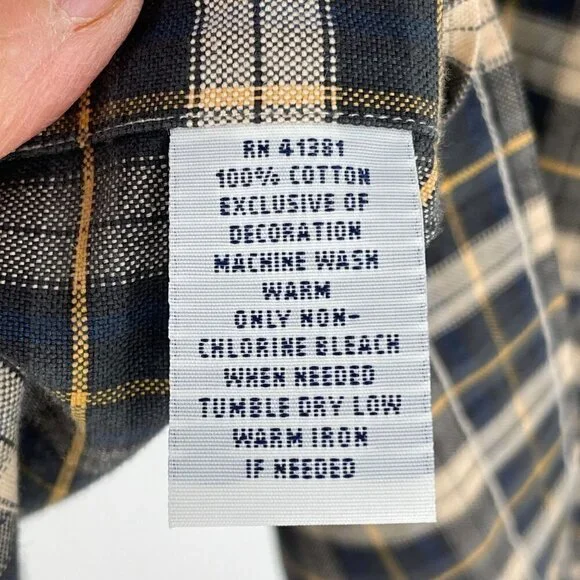 RN 41381
100% COTTON
EXCLUSIVE OF
DECORATION
MACHINE WASH
WARM
ONLY NON-
CHLORINE BLEACH
WHEN NEEDED
TUMBLE DRY LOW
WARM IRON
IF NEEDED